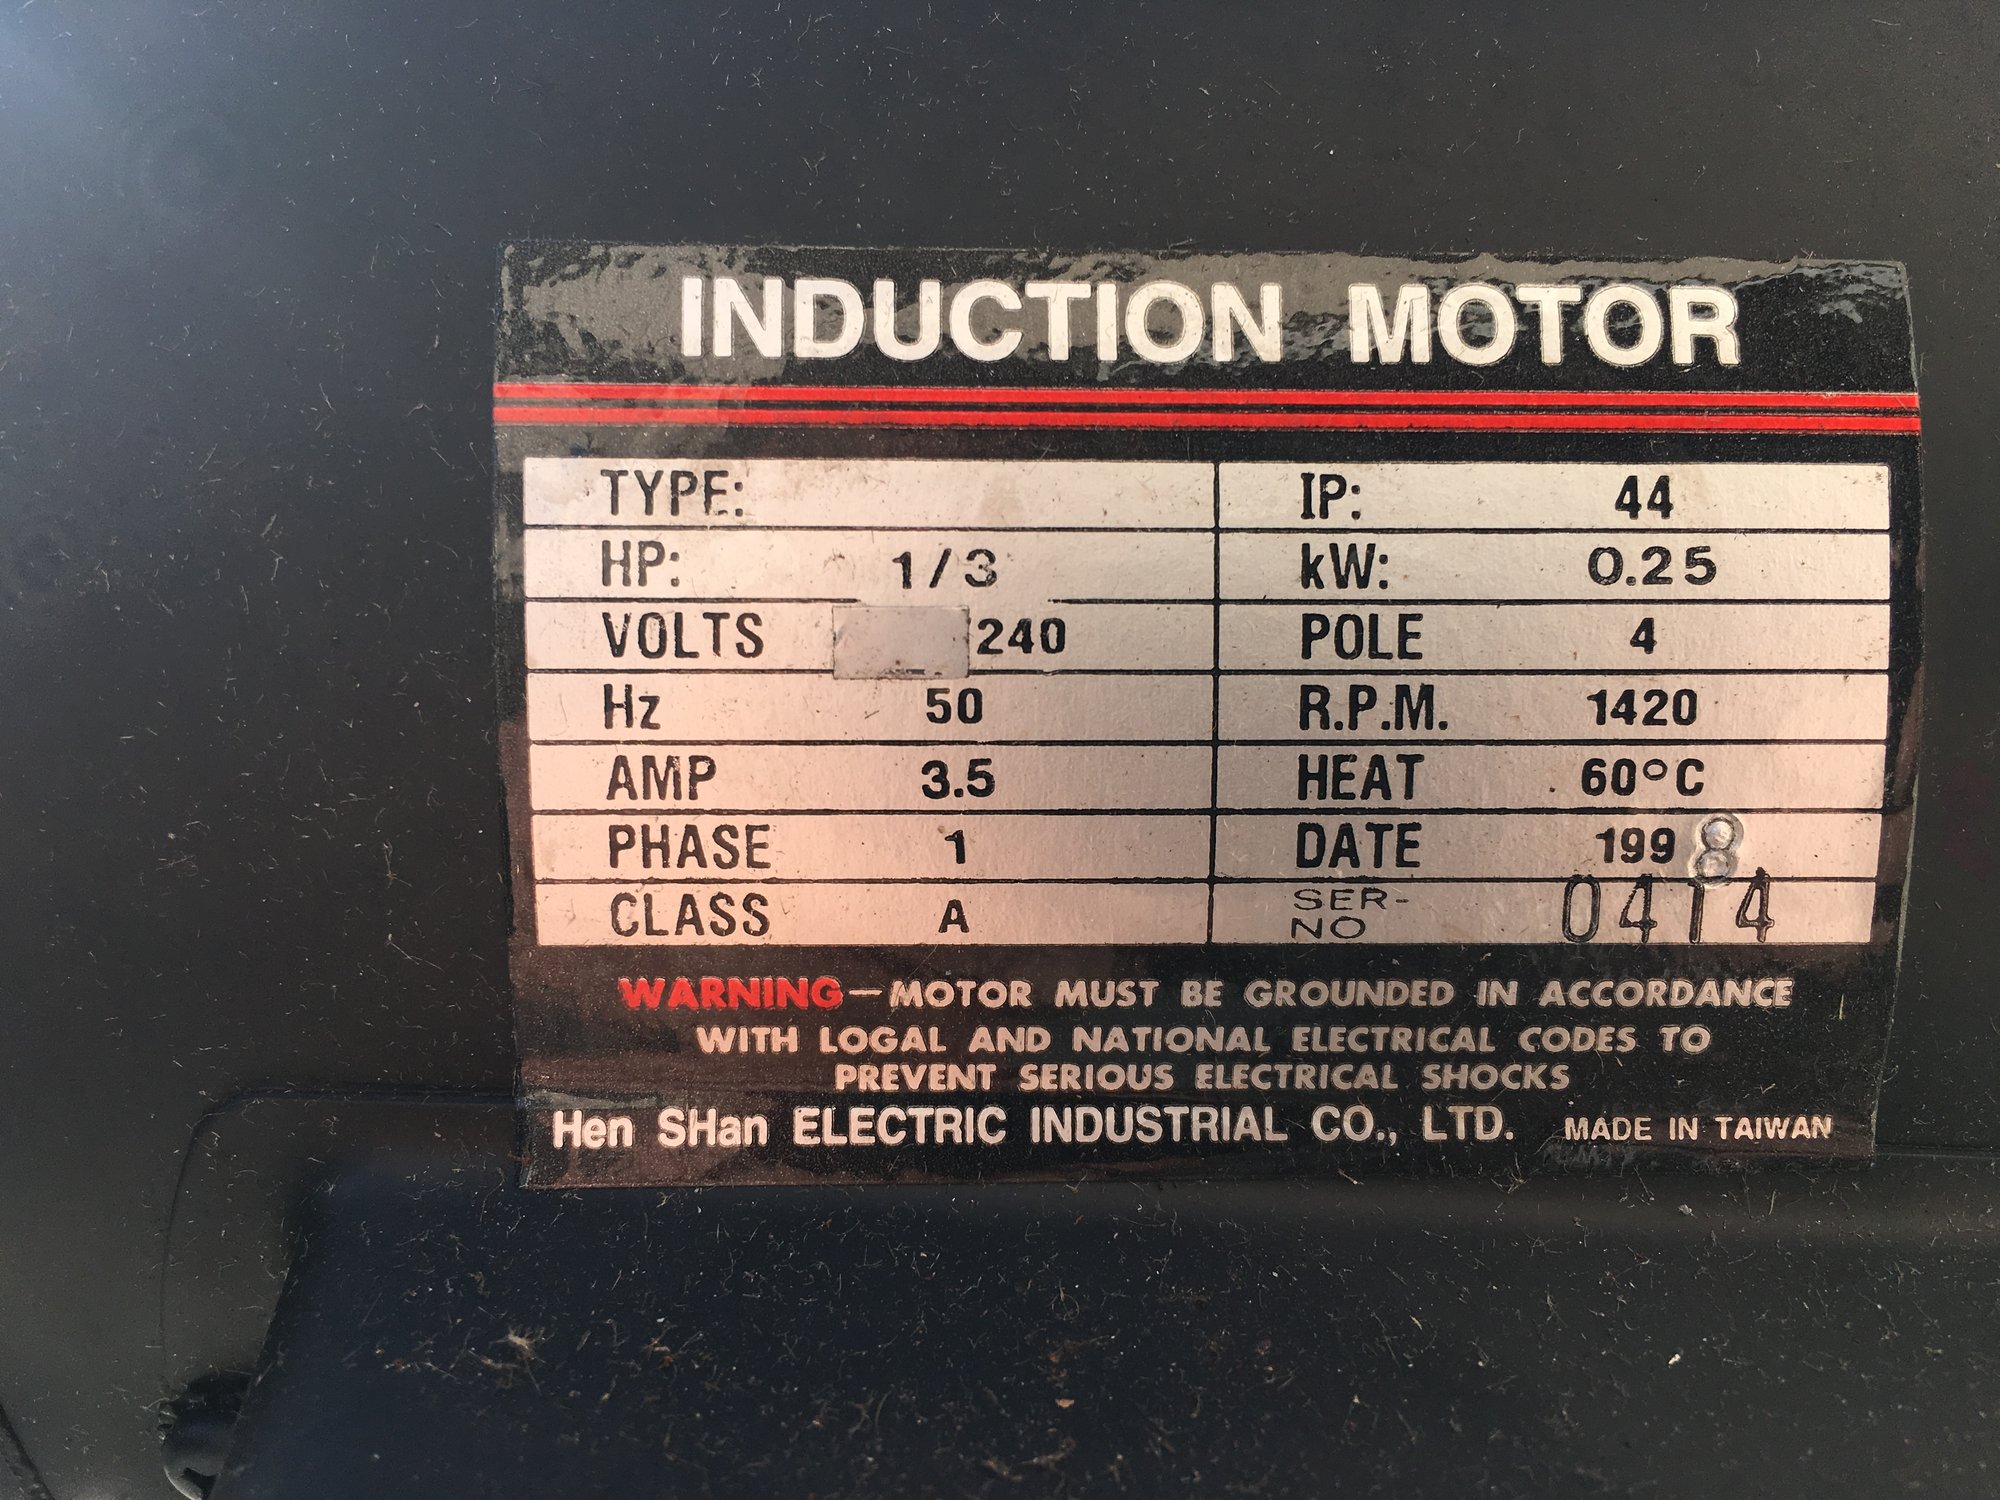 INDUCTION MOTOR
TYPE: IP: 44
HP: 1/3 kW: 0.25
VOLTS 240 POLE 4
Hz 50 R.P.M. 1420
AMP 3.5 HEAT 60°C
PHASE 1 DATE 1998
CLASS A SER-NO 0414
WARNING—MOTOR MUST BE GROUNDED IN ACCORDANCE
WITH LOGAL AND NATIONAL ELECTRICAL CODES TO
PREVENT SERIOUS ELECTRICAL SHOCKS
Hen SHan ELECTRIC INDUSTRIAL CO., LTD. MADE IN TAIWAN